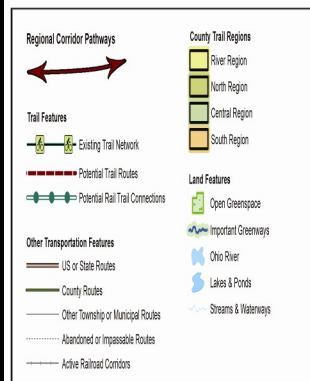 Regional Corridor Pathways
Trail Features
Existing Trail Network
Potential Trail Routes
Potential Rail Trail Connections
Other Transportation Features
US or State Routes
County Routes
Other Township or Municipal Routes
Abandoned or Impassable Routes
Active Railroad Corridors
County Trail Regions
River Region
North Region
Central Region
South Region
Land Features
Open Greenspace
Important Greenways
Ohio River
Lakes & Ponds
Streams & Waterways